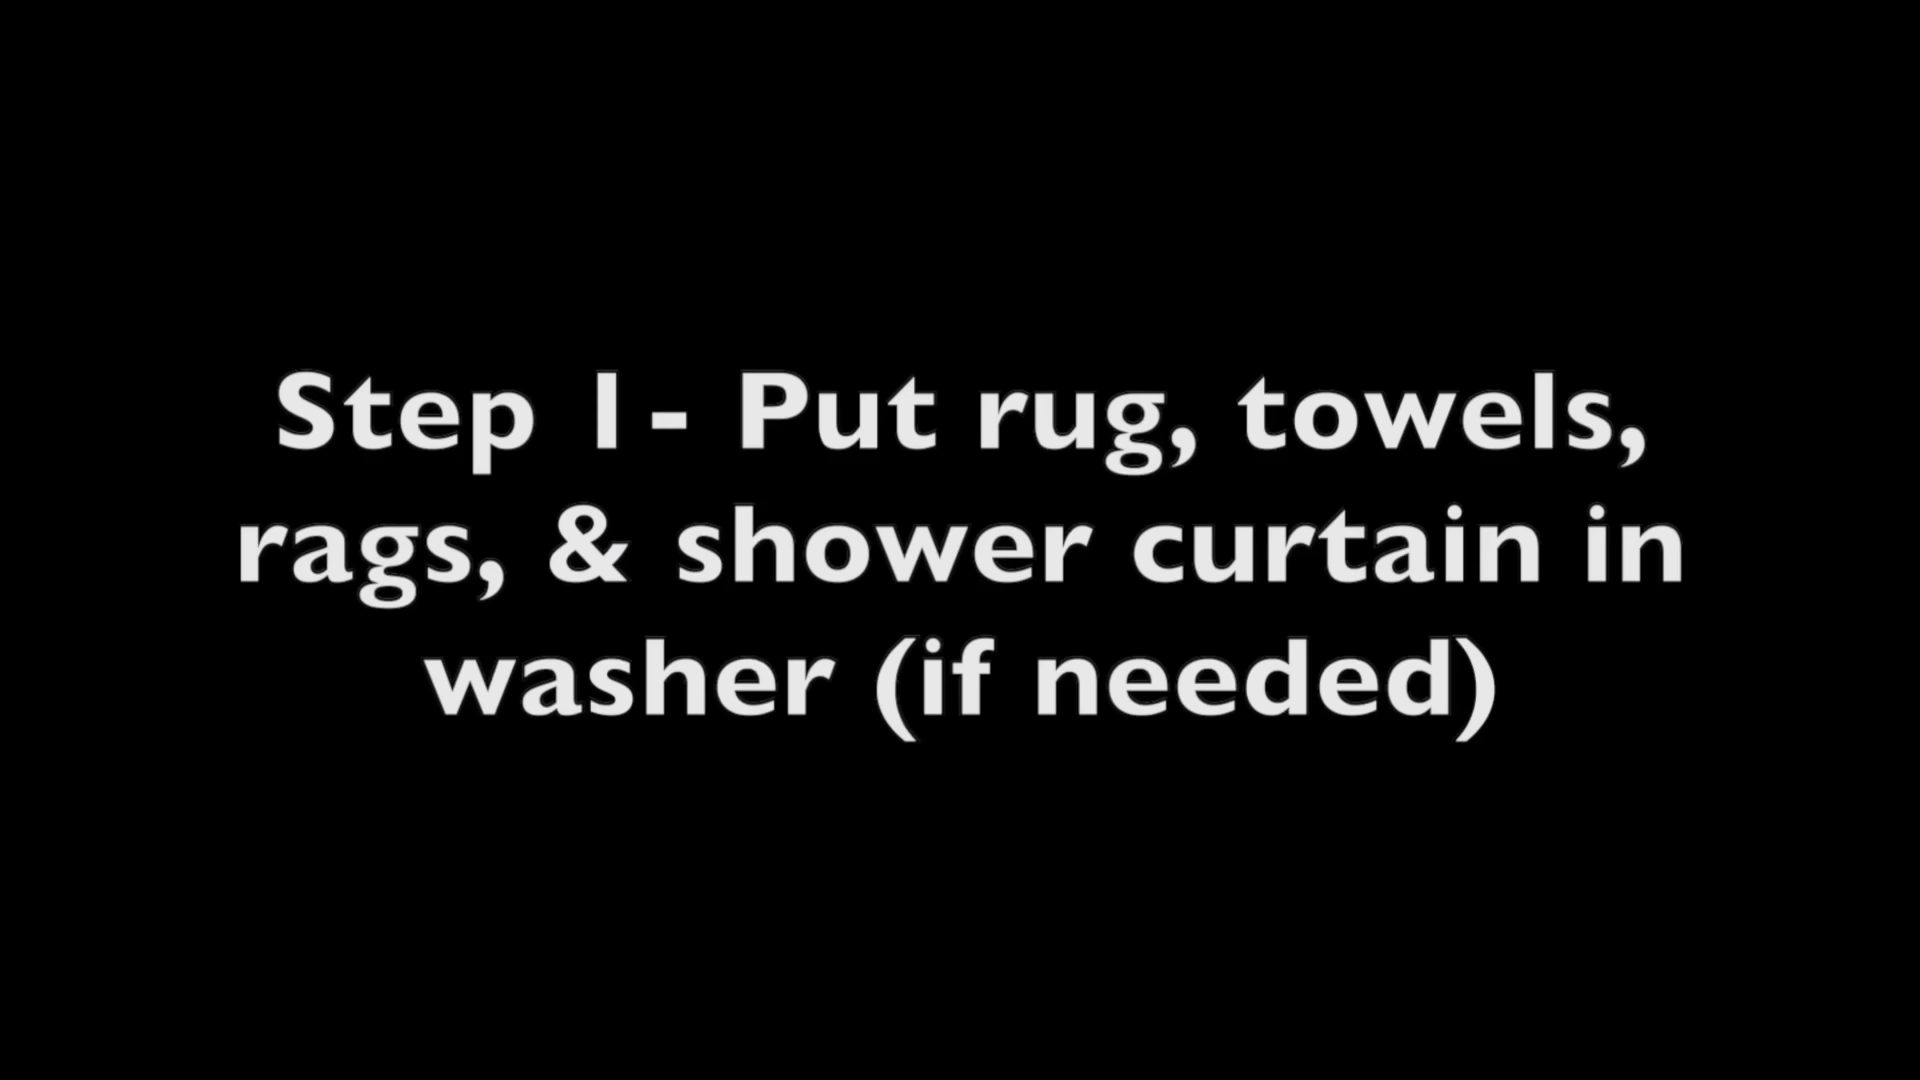 Step 1- Put rug, towels,
rags, & shower curtain in
washer (if needed)